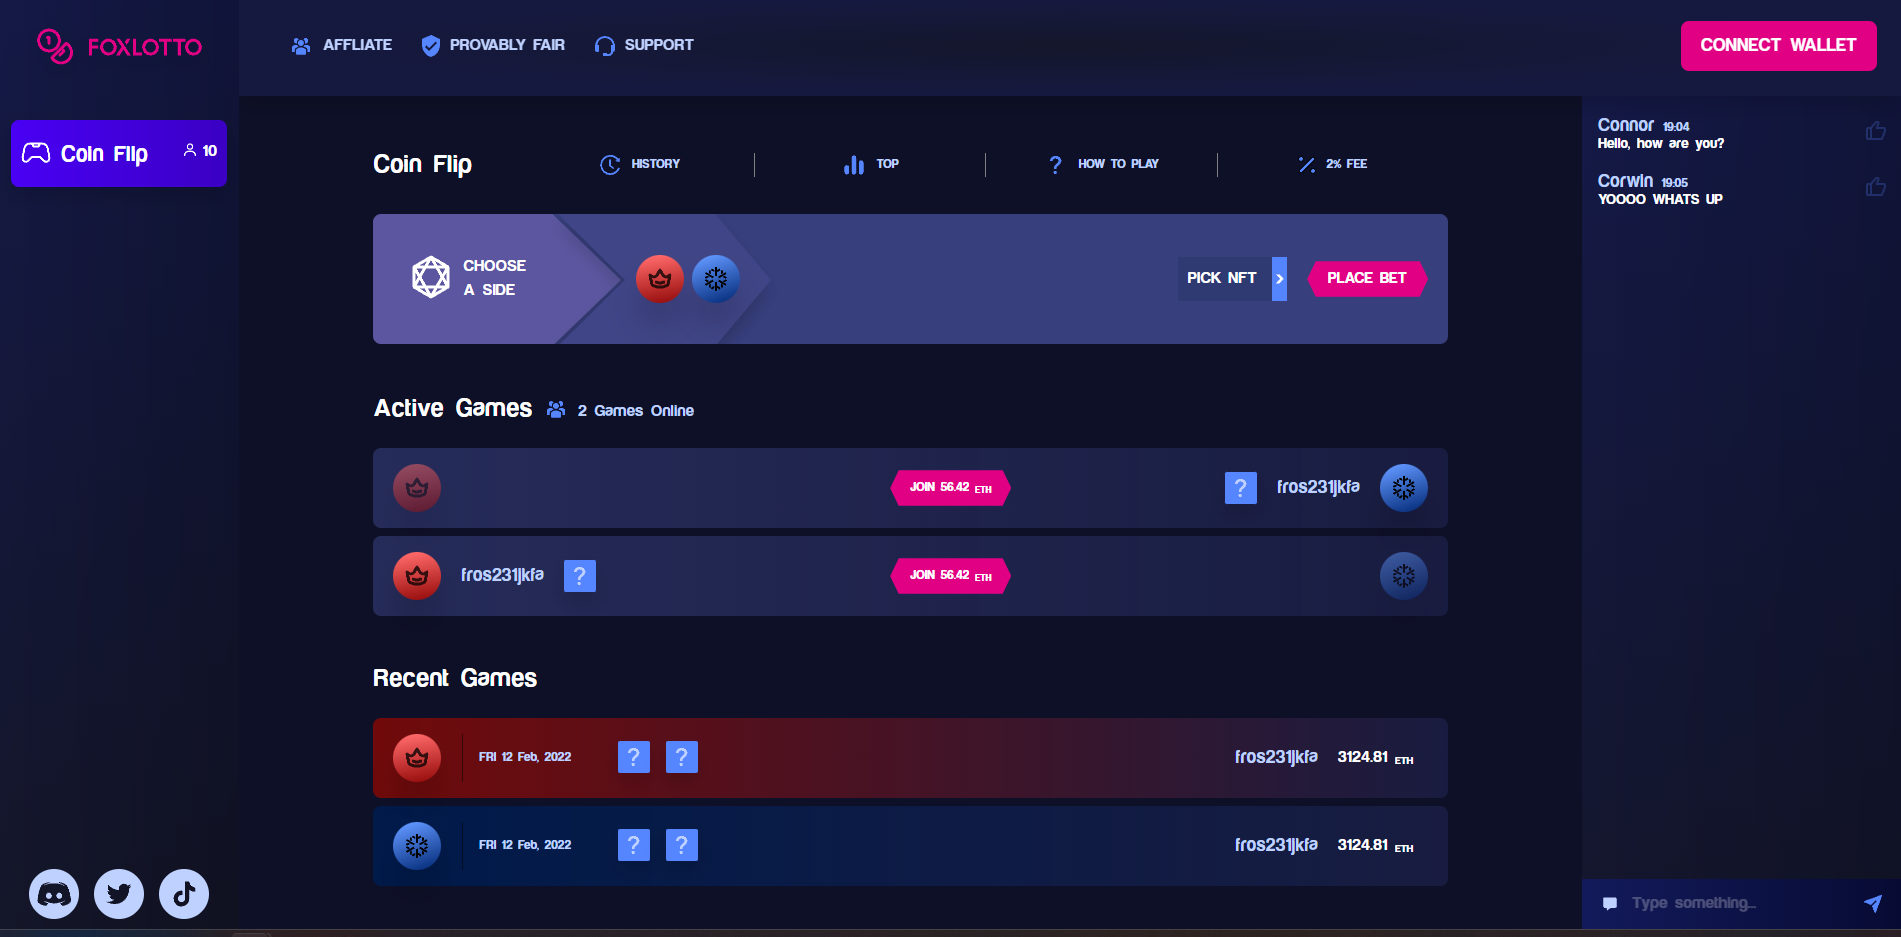 FOXLOTTO
AFFLIATE
PROVABLY FAIR
SUPPORT
CONNECT WALLET
Coin Flip
10
Coin Flip
HISTORY
TOP
HOW TO PLAY
2% FEE
CHOOSE
A SIDE
PICK NFT
PLACE BET
Active Games
2 Games Online
JOIN 56.42 ETH
?
fros231jkfa
fros231jkfa
?
JOIN 56.42 ETH
Recent Games
FRI 12 Feb, 2022
?
?
fros231jkfa
3124.81 ETH
FRI 12 Feb, 2022
?
?
fros231jkfa
3124.81 ETH
Connor 19:04
Hello, how are you?
Corwin 19:05
YOOOO WHATS UP
Type something...